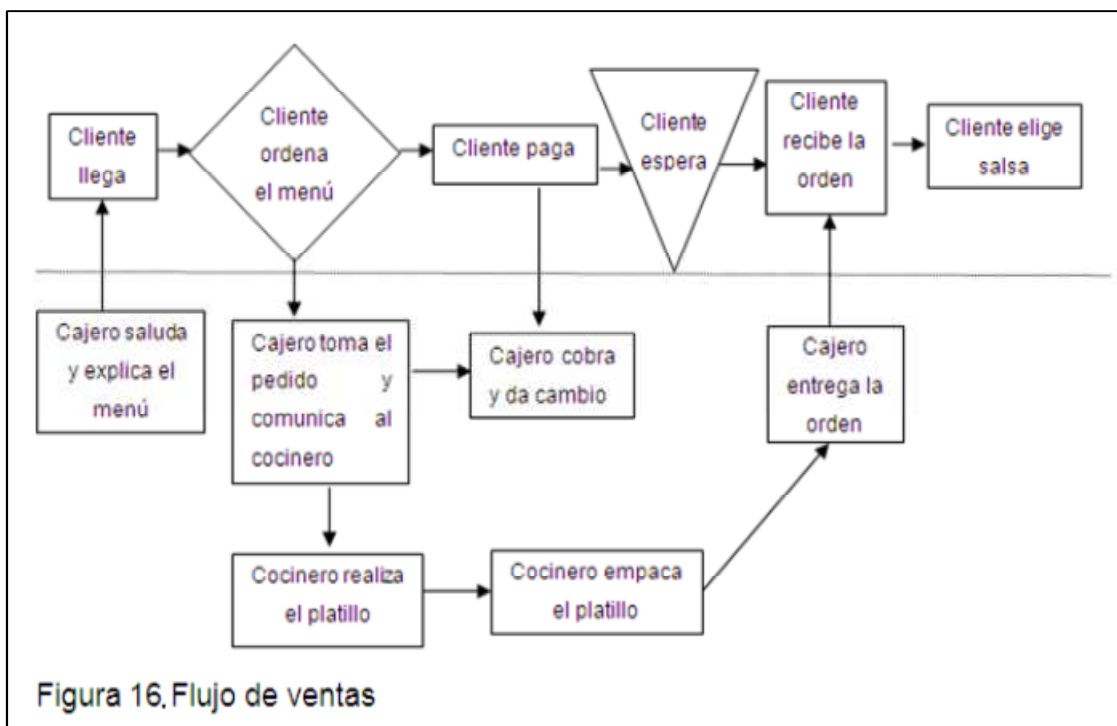 Cliente
llega
Cliente
ordena
el menú
Cliente paga
Cliente
espera
Cliente
recibe la
orden
Cliente elige
salsa
Cajero saluda
y explica el
menú
Cajero toma el
pedido y
comunica al
cocinero
Cajero cobra
y da cambio
Cajero
entrega la
orden
Cocinero realiza
el platillo
Cocinero empaca
el platillo
Figura 16. Flujo de ventas